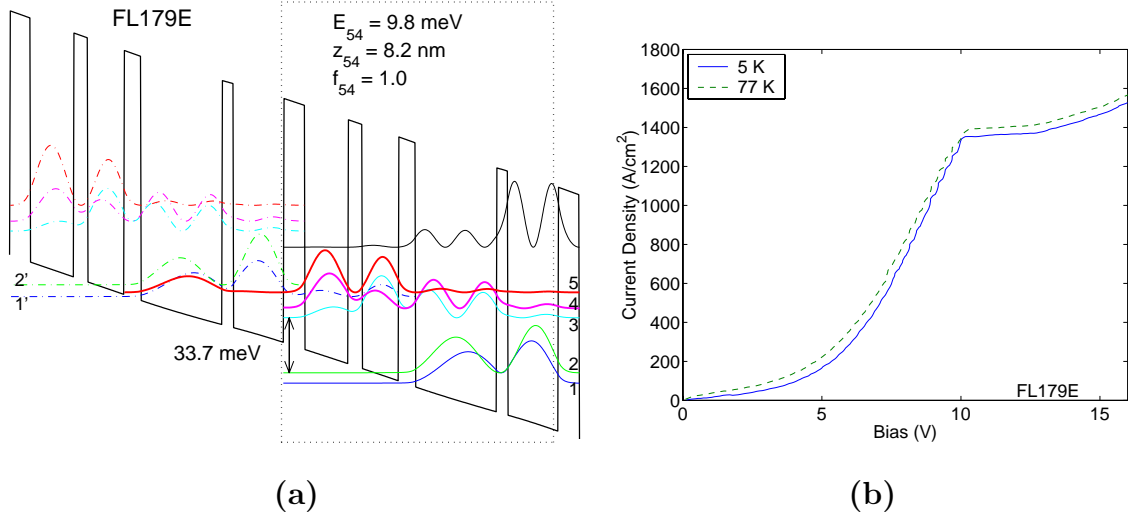 FL179E
E54 = 9.8 meV
z54 = 8.2 nm
f54 = 1.0
2'
1'
5
4
3
2
1
33.7 meV
(a)
1800
1600
1400
1200
1000
800
600
400
200
0
0
5
10
15
Current Density (A/cm²)
Bias (V)
5 K
77 K
FL179E
(b)